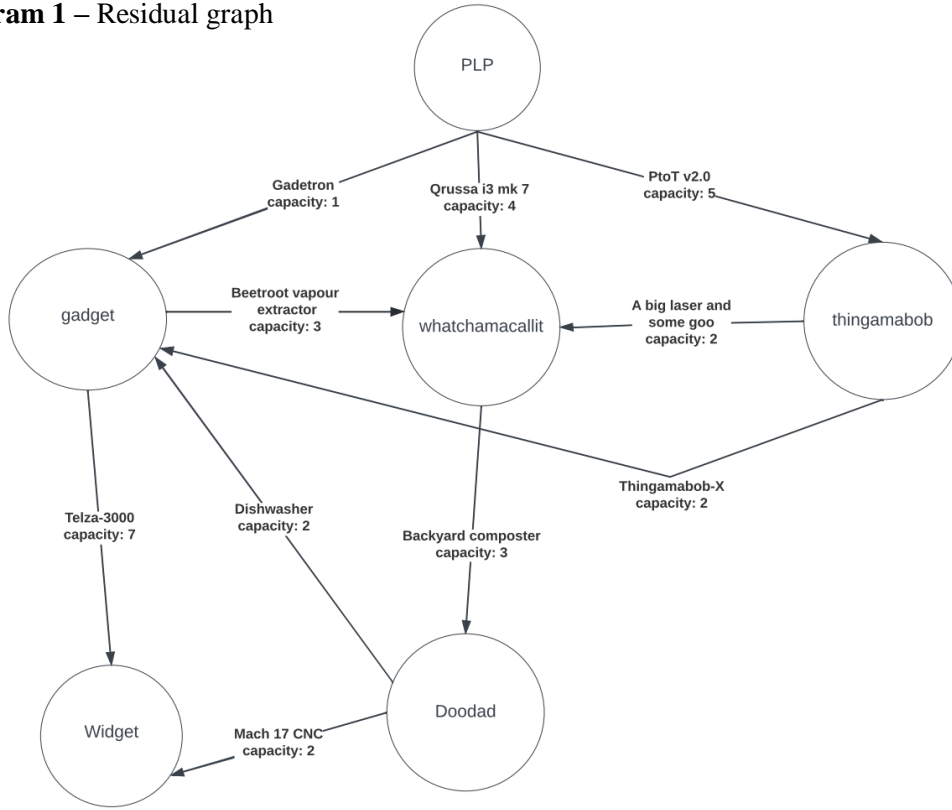 ram 1 – Residual graph
PLP
Gadetron
capacity: 1
Qrussa i3 mk 7
capacity: 4
PtoT v2.0
capacity: 5
gadget
Beetroot vapour
extractor
capacity: 3
whatchamacallit
A big laser and
some goo
capacity: 2
thingamabob
Thingamabob-X
capacity: 2
Telza-3000
capacity: 7
Dishwasher
capacity: 2
Backyard composter
capacity: 3
Widget
Mach 17 CNC
capacity: 2
Doodad